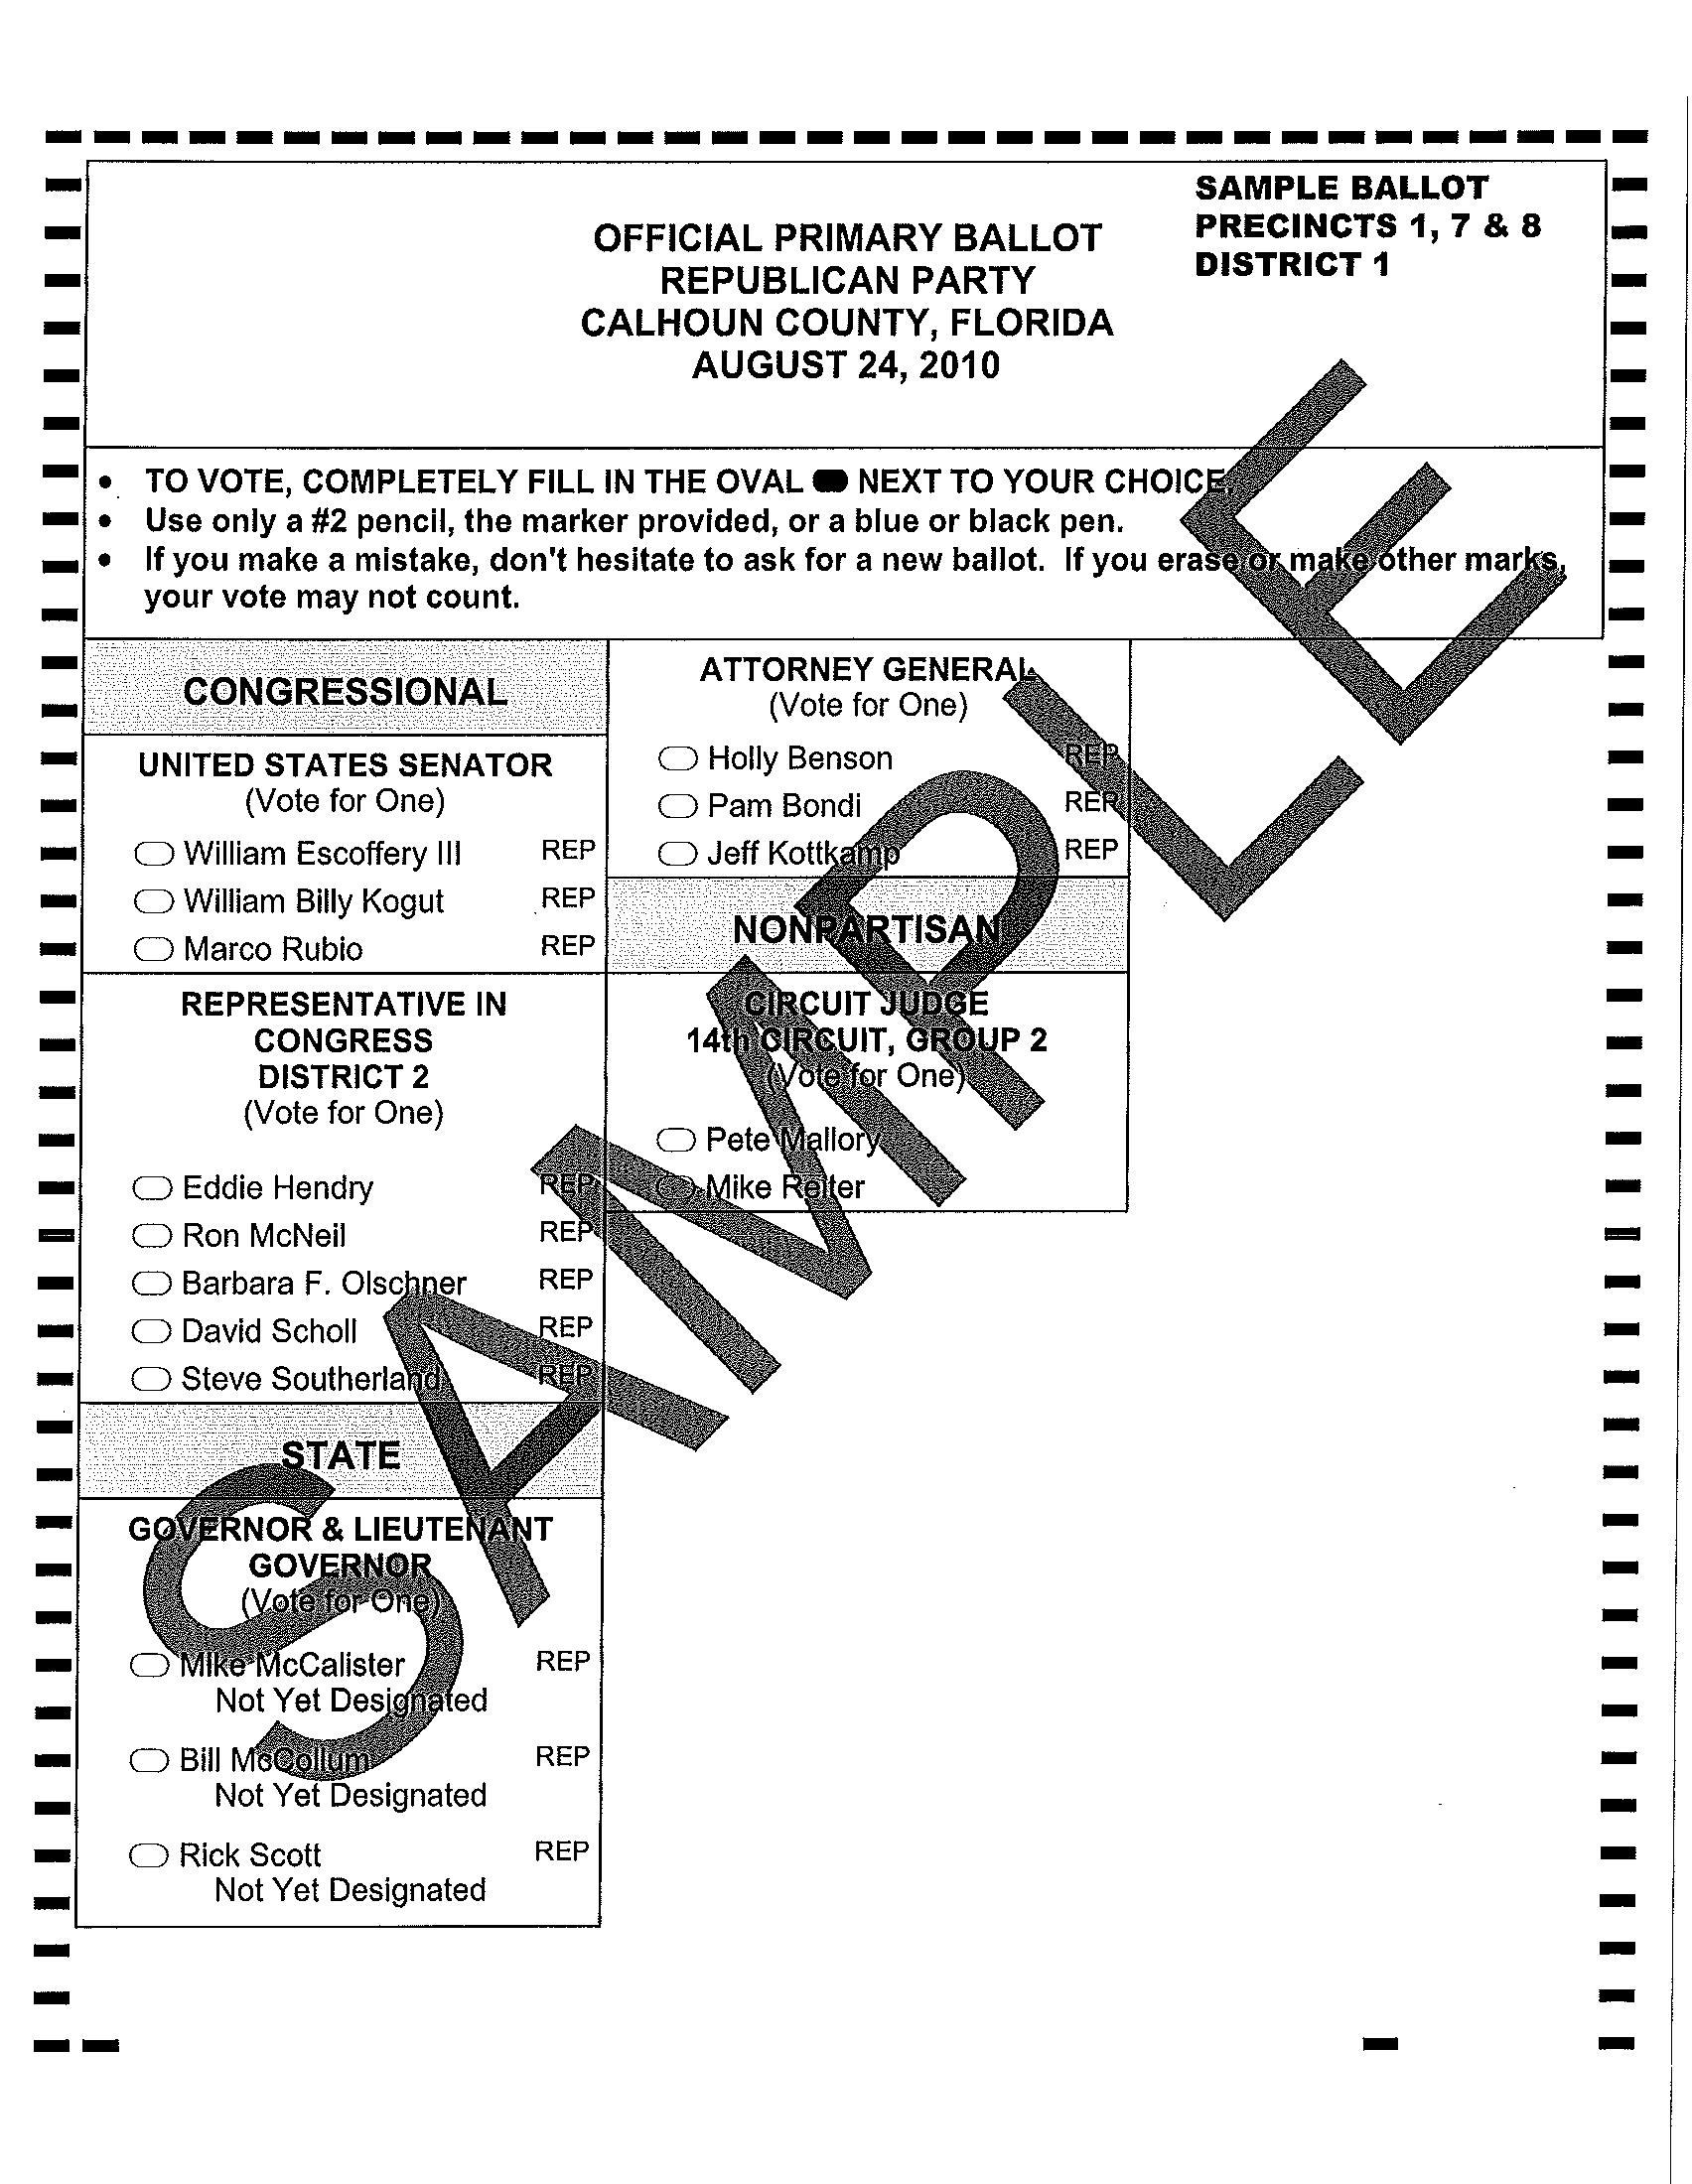 SAMPLE BALLOT
PRECINCTS 1, 7 & 8
DISTRICT 1
OFFICIAL PRIMARY BALLOT
REPUBLICAN PARTY
CALHOUN COUNTY, FLORIDA
AUGUST 24, 2010
• TO VOTE, COMPLETELY FILL IN THE OVAL NEXT TO YOUR CHOICE.
• Use only a #2 pencil, the marker provided, or a blue or black pen.
• If you make a mistake, don't hesitate to ask for a new ballot. If you erase or make other marks,
your vote may not count.
CONGRESSIONAL
UNITED STATES SENATOR
(Vote for One)
William Escoffery III REP
William Billy Kogut REP
Marco Rubio REP
REPRESENTATIVE IN
CONGRESS
DISTRICT 2
(Vote for One)
Eddie Hendry REP
Ron McNeil REP
Barbara F. Olschner REP
David Scholl REP
Steve Southerland REP
STATE
GOVERNOR & LIEUTENANT
GOVERNOR
(Vote for One)
Mike McCalister REP
Not Yet Designated
Bill McCollum REP
Not Yet Designated
Rick Scott REP
Not Yet Designated
ATTORNEY GENERAL
(Vote for One)
Holly Benson REP
Pam Bondi REP
Jeff Kottkamp REP
NONPARTISAN
CIRCUIT JUDGE
14th CIRCUIT, GROUP 2
(Vote for One)
Pete Mallory
Mike Reiter
SAMPLE